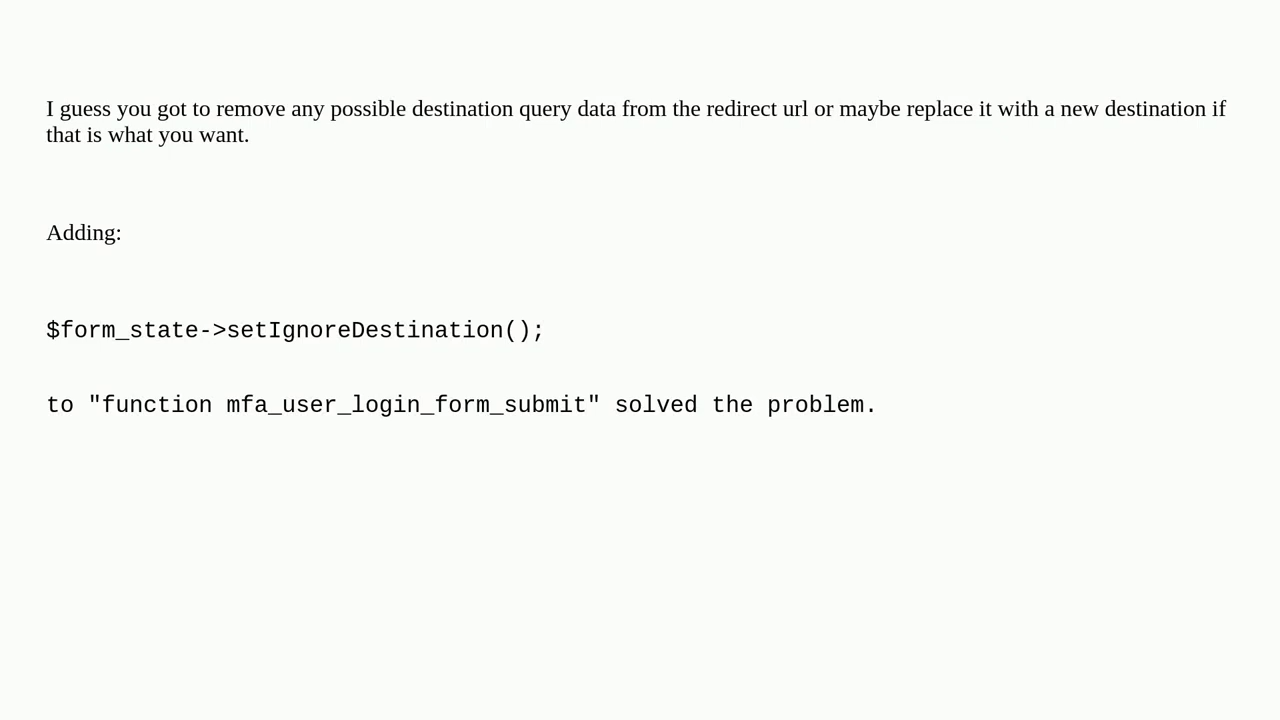 I guess you got to remove any possible destination query data from the redirect url or maybe replace it with a new destination if
that is what you want.
Adding:
$form_state->setIgnoreDestination();
to "function mfa_user_login_form_submit" solved the problem.